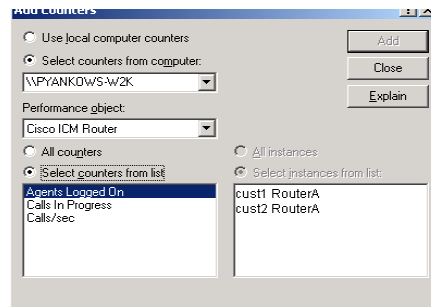 Add Counters
Use local computer counters
Select counters from computer:
\\PYANKOWS-W2K
Performance object:
Cisco ICM Router
All counters
Select counters from list
Agents Logged On
Calls In Progress
Calls/sec
Add
Close
Explain
All instances
Select instances from list:
cust1 RouterA
cust2 RouterA